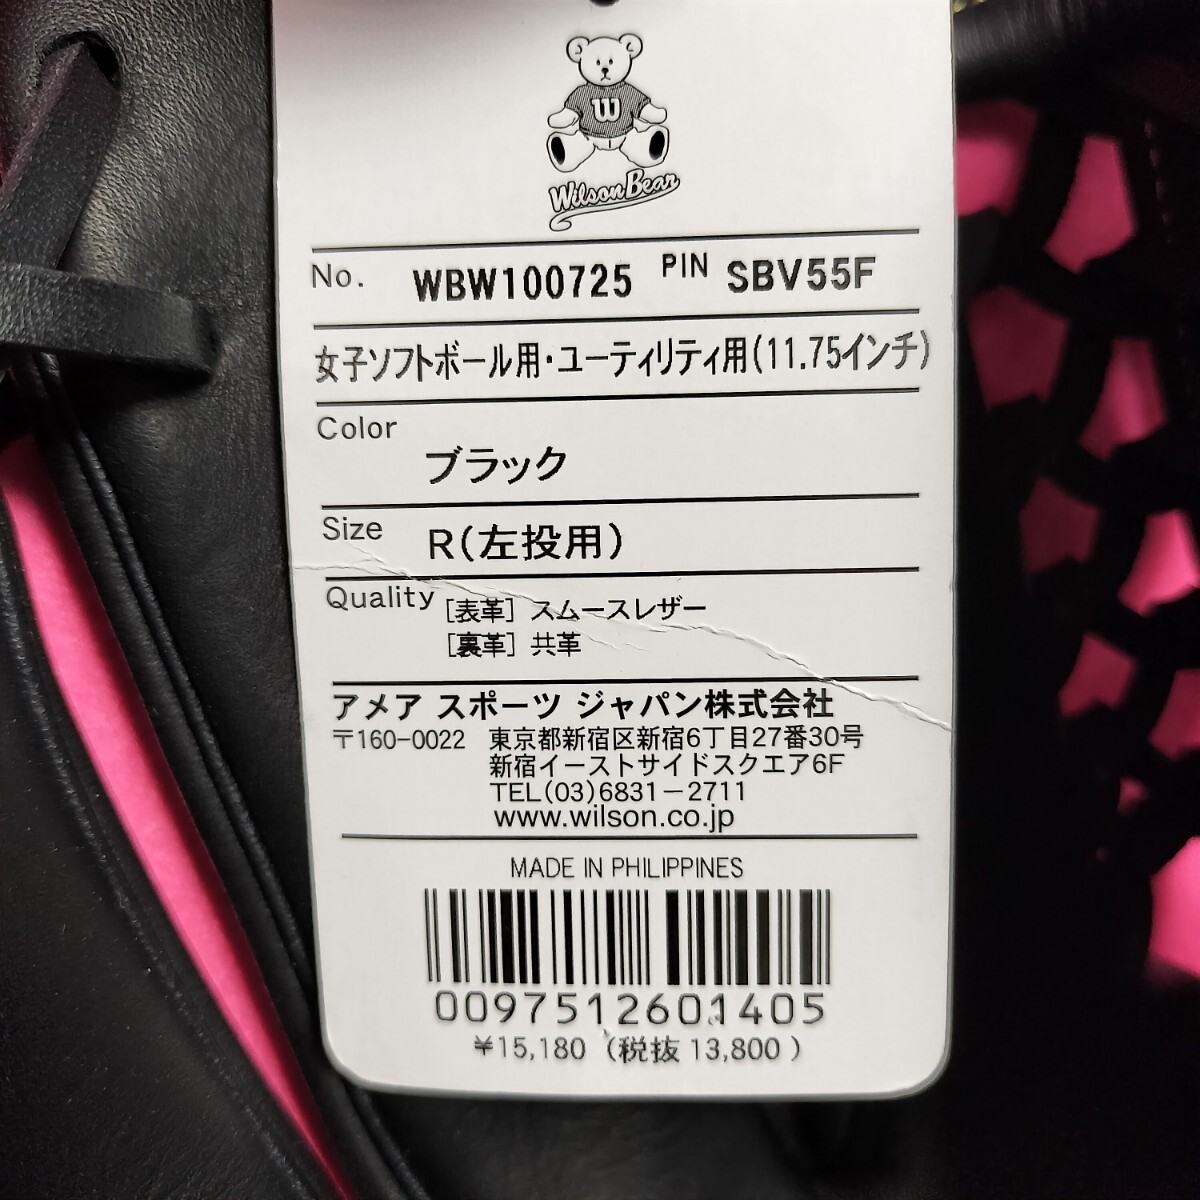 W
Wilson Bear
No. WBW100725 PIN SBV55F
女子ソフトボール用・ユーティリティ用(11.75インチ)
Color
ブラック
Size R(左投用)
Quality [表革] スムースレザー
[裏革] 共革
アメア スポーツ ジャパン株式会社
〒160-0022 東京都新宿区新宿6丁目27番30号
新宿イーストサイドスクエア6F
TEL(03)6831-2711
www.wilson.co.jp
MADE IN PHILIPPINES
0097512601405
¥15,180 (税抜 13,800 )